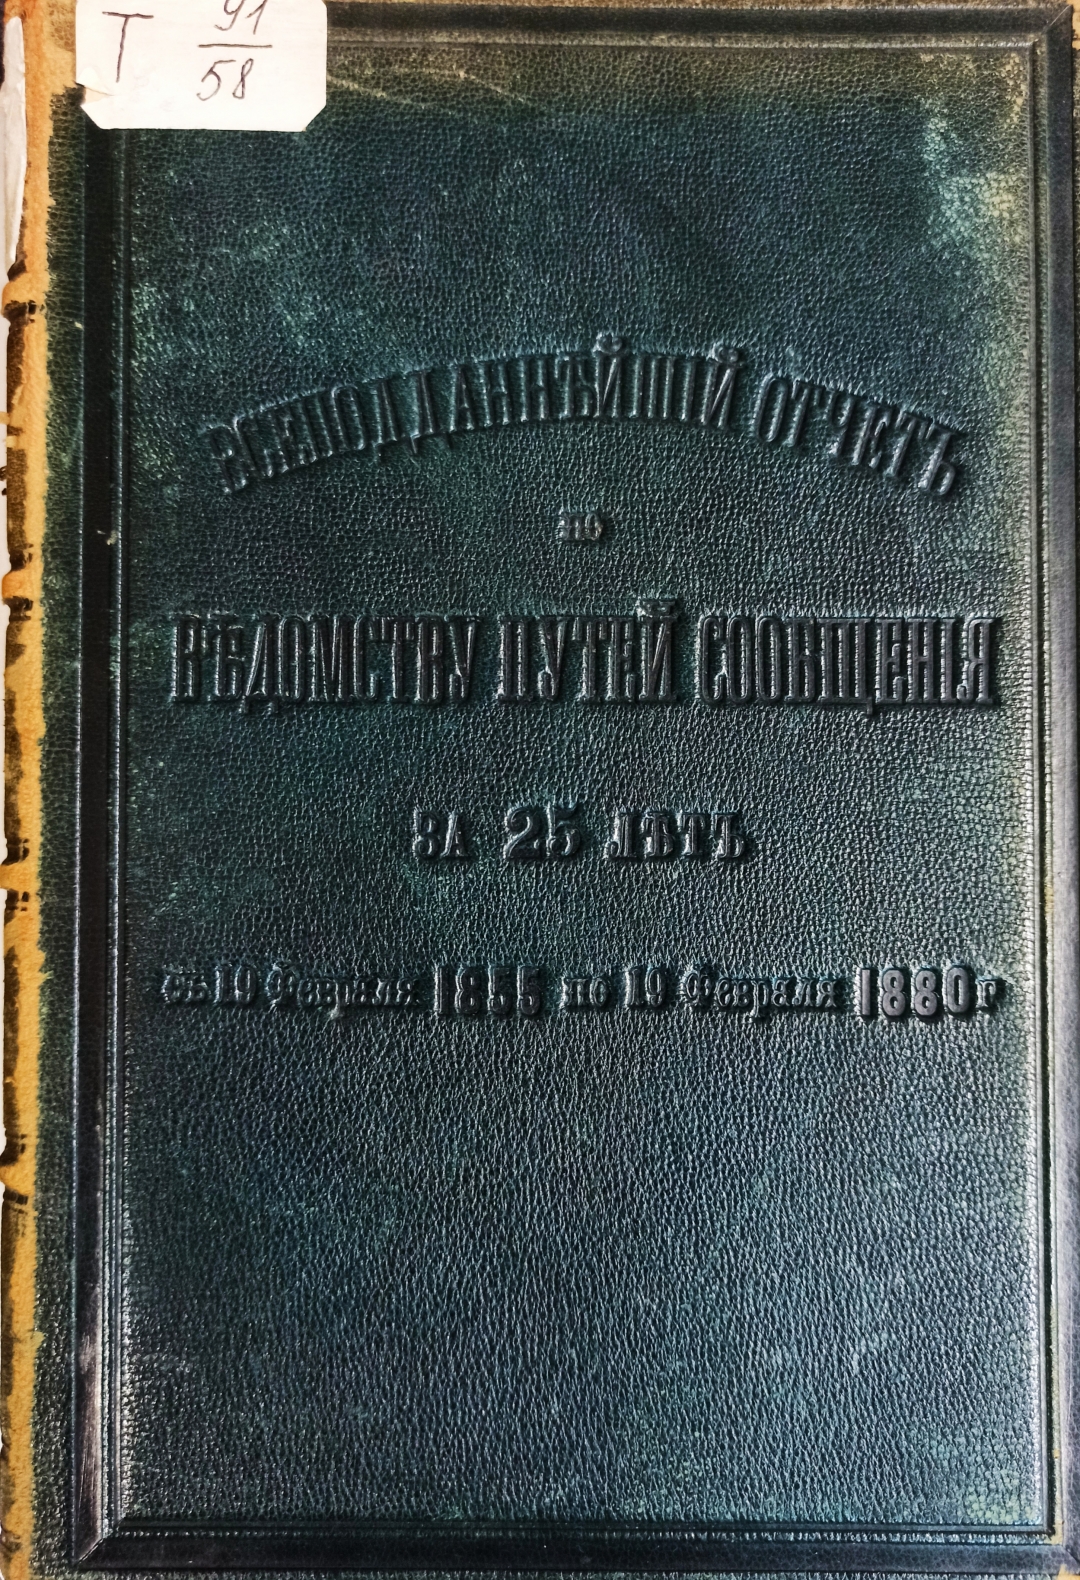 Т 91
58
ВСЕПОДДАННѢЙШІЙ ОТЧЕТЪ
по
ВѢДОМСТВУ ПУТЕЙ СООБЩЕНІЯ
ЗА 25 ЛѢТЪ
съ 19 Февраля 1855 по 19 Февраля 1880 г